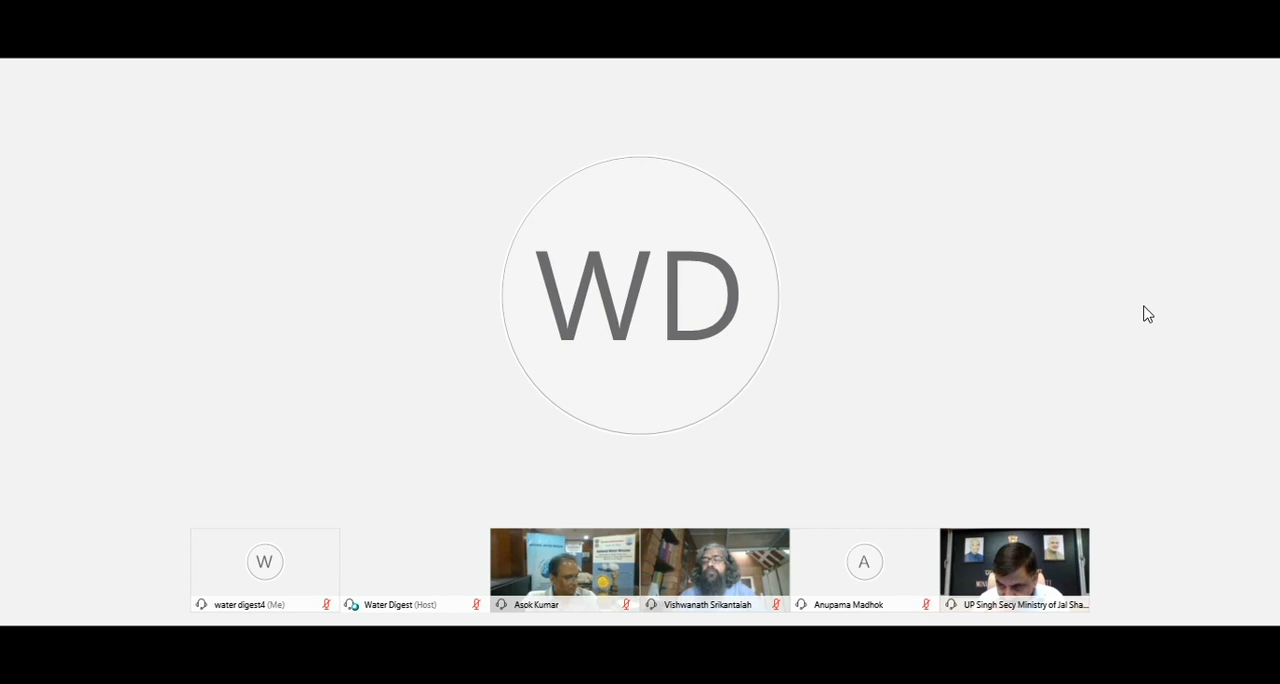 WD
W
A
water digest4 (Me)
Water Digest (Host)
Asok Kumar
Vishwanath Srikantaiah
Anupama Madhok
UP Singh Secy Ministry of Jal Sha...